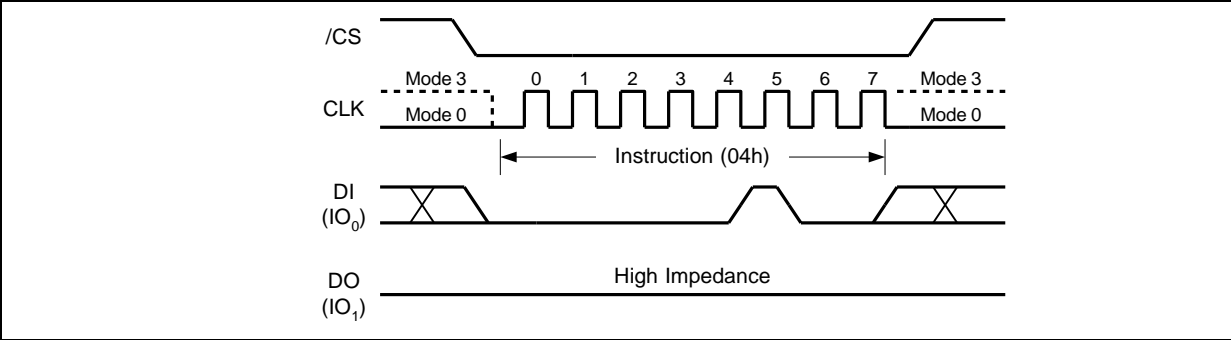 /CS
Mode 3 0 1 2 3 4 5 6 7 Mode 3
CLK
Mode 0 Mode 0
Instruction (04h)
DI
(IO₀)
High Impedance
DO
(IO₁)